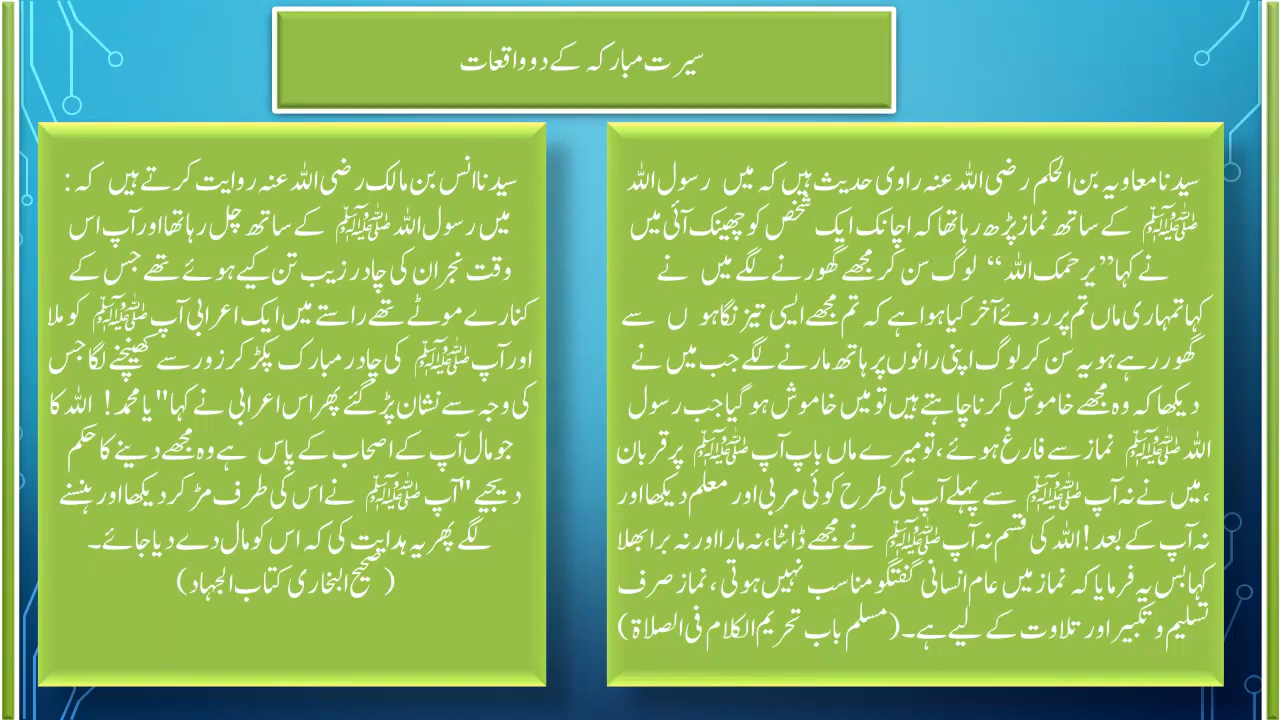 سیرت مبارکہ کے دو واقعات
سیدنا معاویہ بن الحکم رضی اللہ عنہ راوی حدیث ہیں کہ میں رسول اللہ
ﷺ کے ساتھ نماز پڑھ رہا تھا کہ اچانک ایک شخص کو چھینک آئی میں
نے کہا”یرحمک اللہ“ لوگ سن کر مجھے گھورنے لگے میں نے
کہا تمہاری ماں تم پر روئے آخر کیا ہوا ہے کہ تم مجھے ایسی تیز نگاہو ں سے
گھور رہے ہو یہ سن کر لوگ اپنی رانوں پر ہاتھ مارنے لگے جب میں نے
دیکھا کہ وہ مجھے خاموش کرنا چاہتے ہیں تو میں خاموش ہو گیا جب رسول
اللہ ﷺ نماز سے فارغ ہوئے ،تو میرے ماں باپ آپ ﷺ پر قربان
،میں نے نہ آپ ﷺ سے پہلے آپ کی طرح کوئی مربی اور معلم دیکھا اور
نہ آپ کے بعد !اللہ کی قسم نہ آپ ﷺ نے مجھے ڈانٹا،نہ مارا اور نہ برا بھلا
کہا بس یہ فرمایا کہ نماز میں عام انسانی گفتگو مناسب نہیں ہوتی ،نماز صرف
تسلیم و تکبیر اور تلاوت کے لیے ہے۔(مسلم باب تحریم الکلام فی الصلاۃ)
سیدنا انس بن مالک رضی اللہ عنہ روایت کرتے ہیں کہ :
میں رسول اللہ ﷺ کے ساتھ چل رہا تھا اور آپ اس
وقت نجران کی چادر زیب تن کیے ہوئے تھے جس کے
کنارے موٹے تھے راستے میں ایک اعرابی آپ ﷺ کو ملا
اور آپ ﷺ کی چادر مبارک پکڑ کر زور سے کھینچنے لگا جس
کی وجہ سے نشان پڑ گئے پھر اس اعرابی نے کہا"یا محمد ! اللہ کا
جو مال آپ کے اصحاب کے پاس ہے وہ مجھے دینے کا حکم
دیجیے "آپ ﷺ نے اس کی طرف مڑ کر دیکھا اور ہنسنے
لگے پھر یہ ہدایت کی کہ اس کو مال دے دیا جائے۔
(صحیح البخاری کتاب الجہاد)